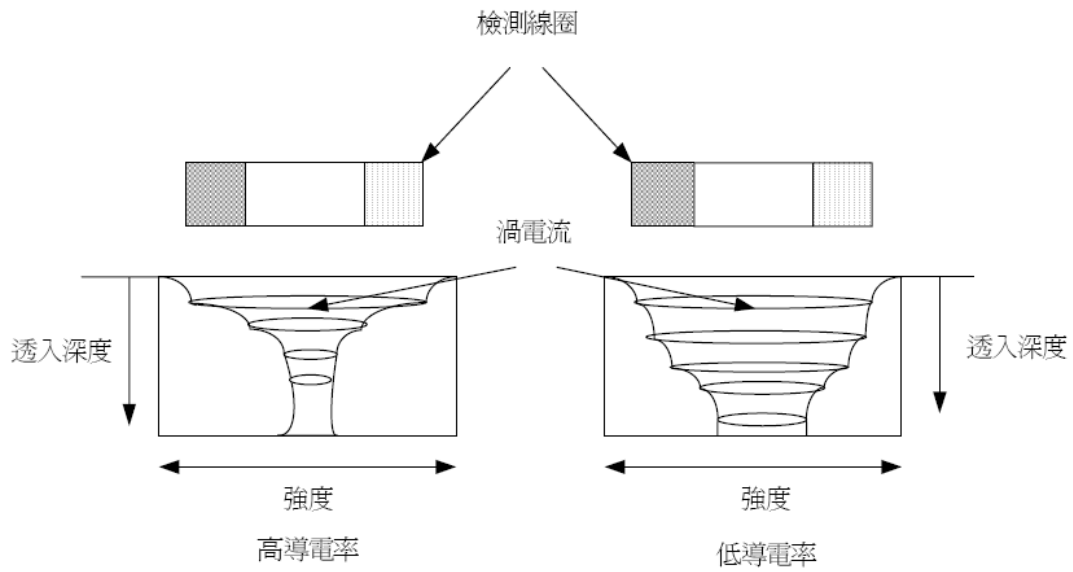 檢測線圈
渦電流
透入深度
透入深度
強度
強度
高導電率
低導電率